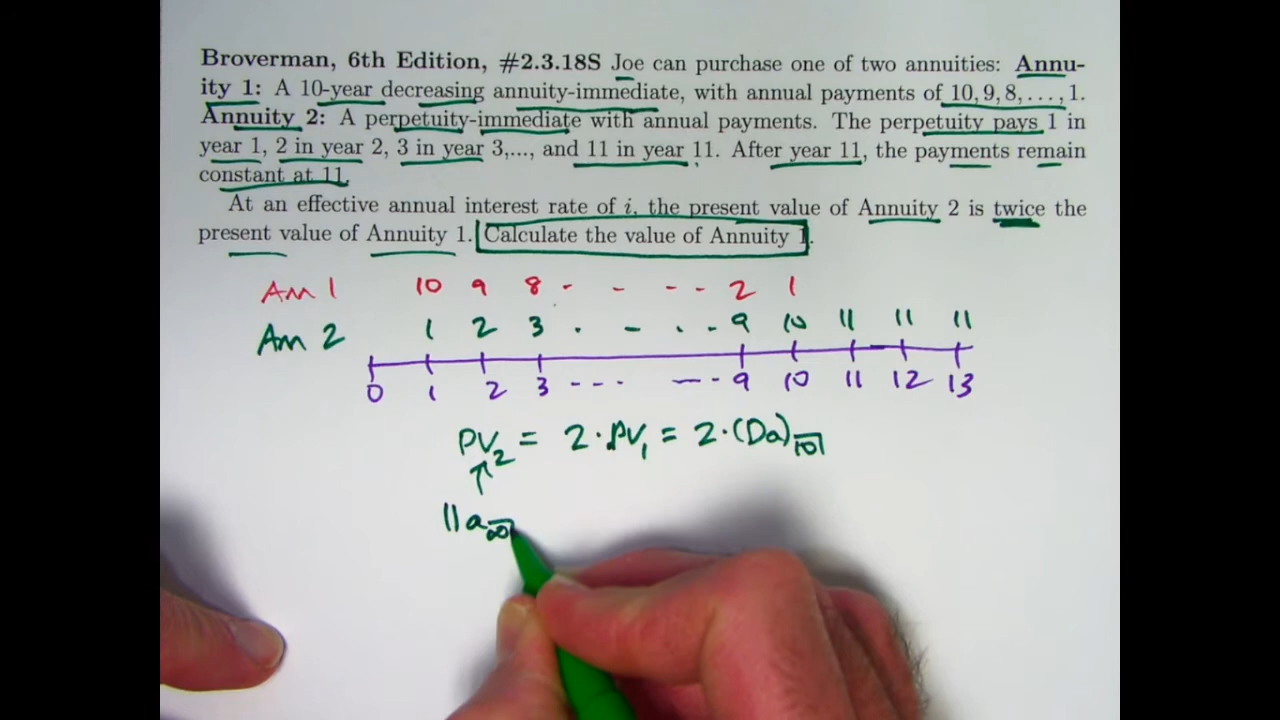 Broverman, 6th Edition, #2.3.18S Joe can purchase one of two annuities: Annu-
ity 1: A 10-year decreasing annuity-immediate, with annual payments of 10, 9, 8, . . . , 1.
Annuity 2: A perpetuity-immediate with annual payments. The perpetuity pays 1 in
year 1, 2 in year 2, 3 in year 3,..., and 11 in year 11. After year 11, the payments remain
constant at 11.
At an effective annual interest rate of i, the present value of Annuity 2 is twice the
present value of Annuity 1. Calculate the value of Annuity 1.
Ann 1 10 9 8 . - - . - - 2 1
Ann 2 1 2 3 . - . - 9 10 11 11 11
0 1 2 3 - - - . — - . 9 10 11 12 13
PV₂ = 2·PV₁ = 2·(Da)10
11a∞